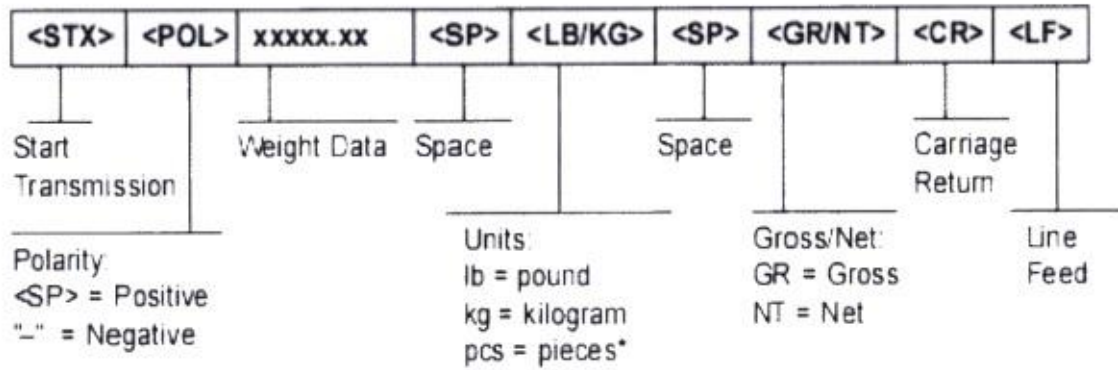 <STX> <POL> xxxxx.xx <SP> <LB/KG> <SP> <GR/NT> <CR> <LF>
Start
Transmission
Weight Data
Space
Space
Carriage
Return
Polarity:
<SP> = Positive
"–" = Negative
Units:
lb = pound
kg = kilogram
pcs = pieces*
Gross/Net:
GR = Gross
NT = Net
Line
Feed